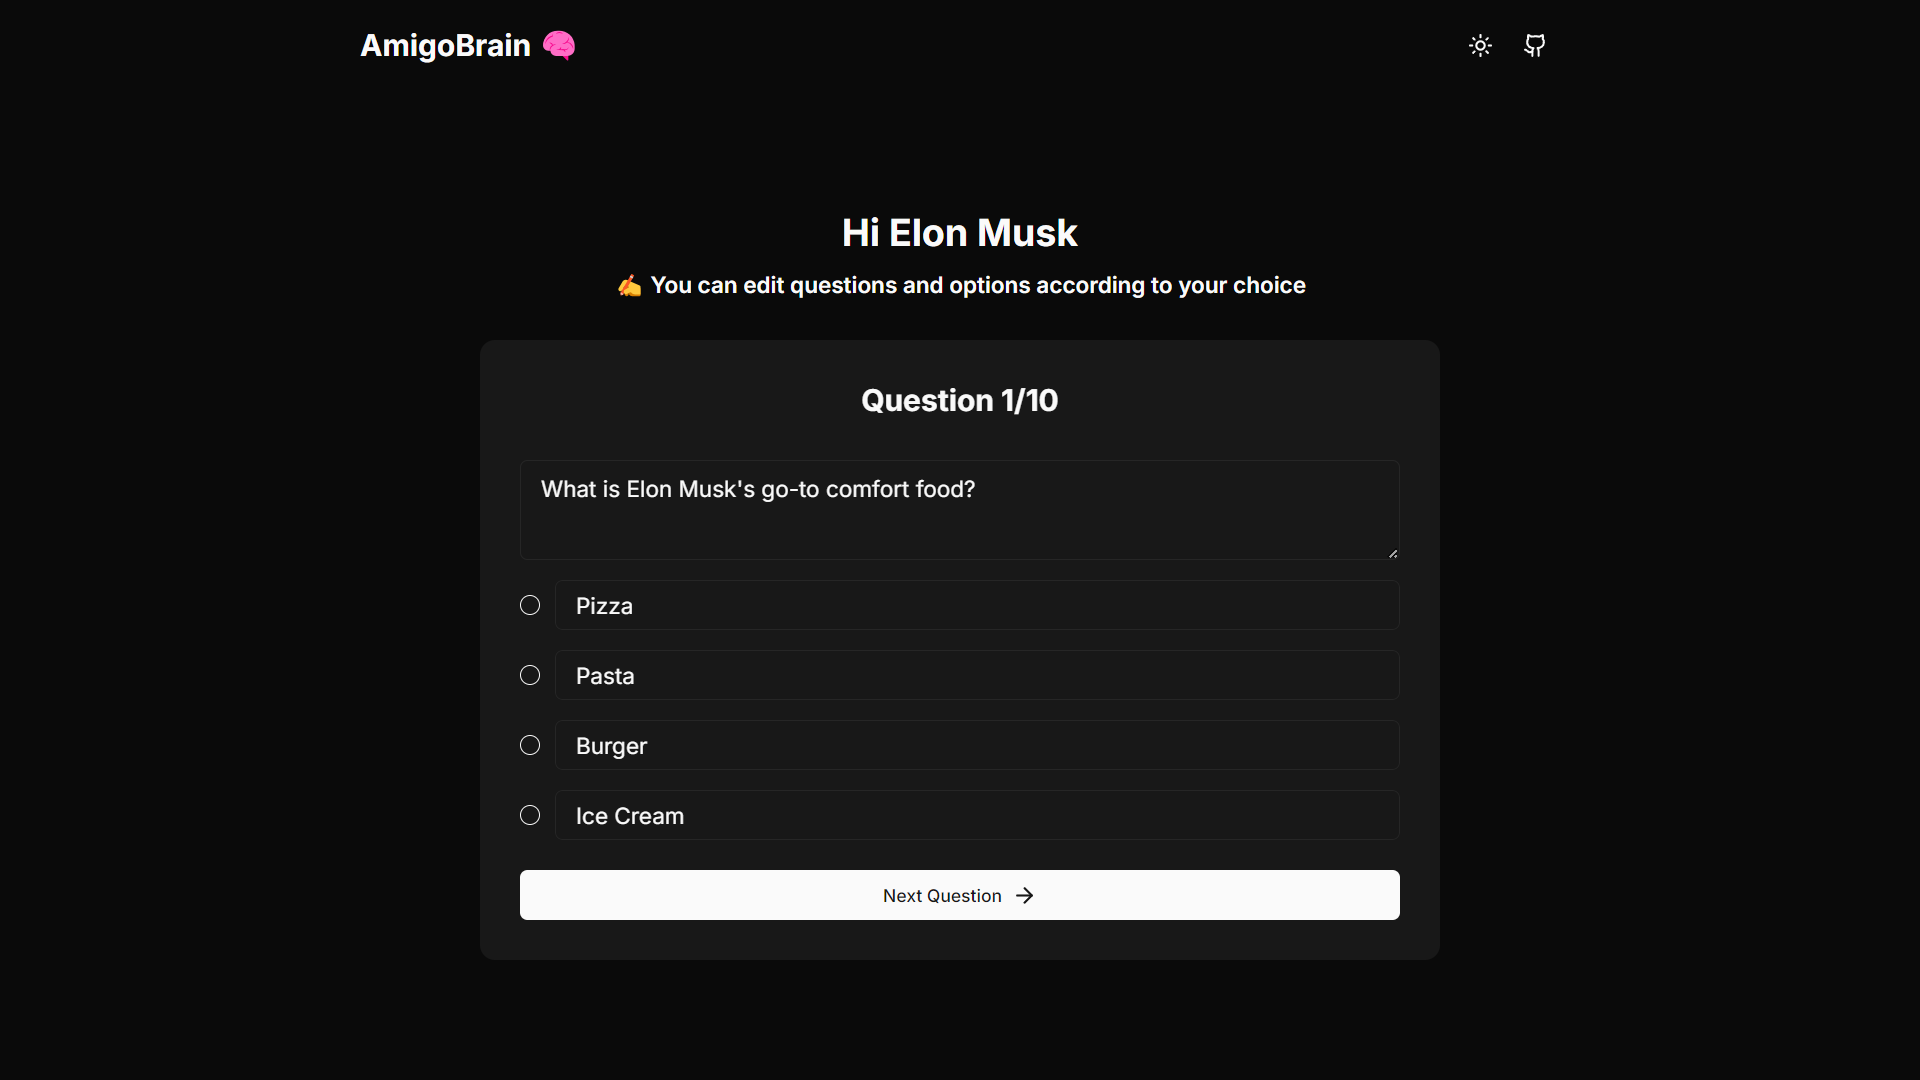 AmigoBrain 🧠
Hi Elon Musk
✍️ You can edit questions and options according to your choice
Question 1/10
What is Elon Musk's go-to comfort food?
Pizza
Pasta
Burger
Ice Cream
Next Question →